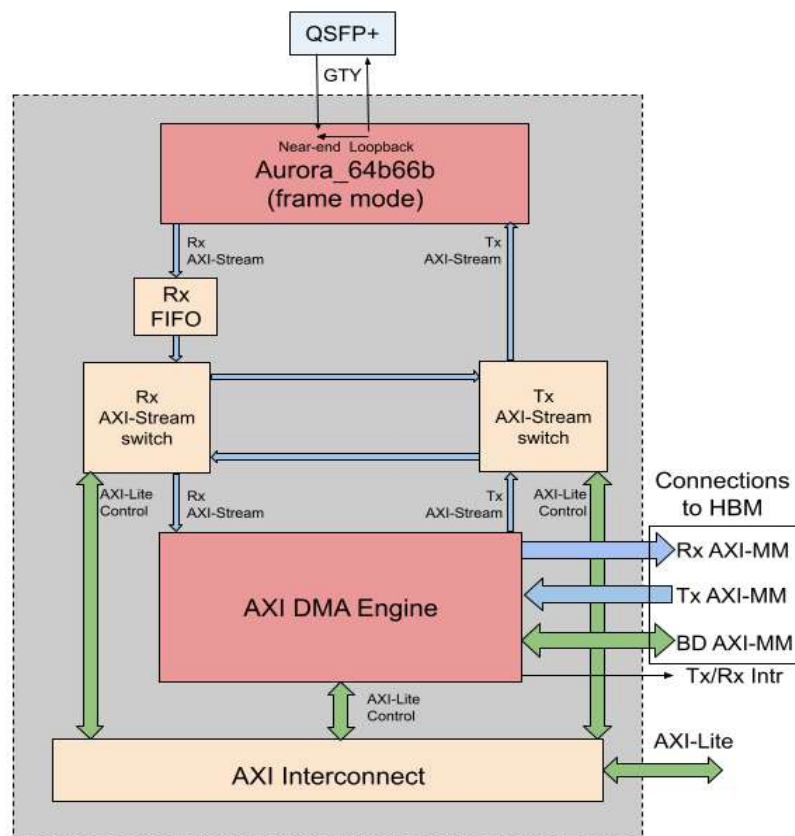 QSFP+
GTY
Near-end Loopback
Aurora_64b66b
(frame mode)
Rx
AXI-Stream
Tx
AXI-Stream
Rx
FIFO
Rx
AXI-Stream
switch
Tx
AXI-Stream
switch
AXI-Lite
Control
Rx
AXI-Stream
Tx
AXI-Stream
AXI-Lite
Control
Connections
to HBM
AXI DMA Engine
Rx AXI-MM
Tx AXI-MM
BD AXI-MM
Tx/Rx Intr
AXI-Lite
Control
AXI-Lite
AXI Interconnect